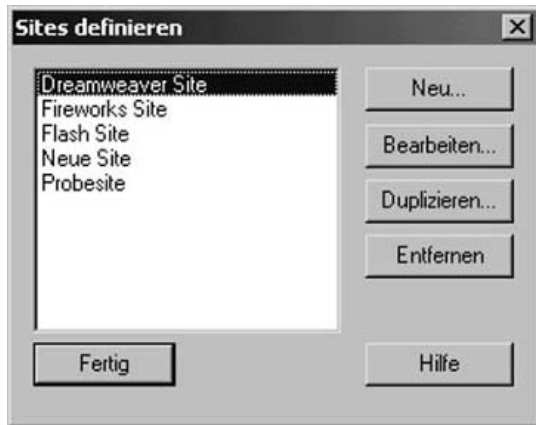 Sites definieren
Dreamweaver Site
Fireworks Site
Flash Site
Neue Site
Probesite
Neu...
Bearbeiten...
Duplizieren...
Entfernen
Fertig
Hilfe